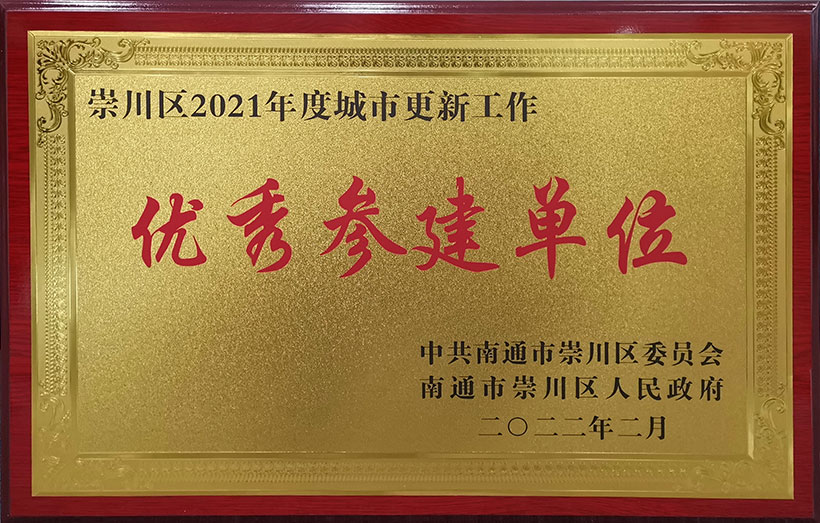 崇川区2021年度城市更新工作
优秀参建单位
中共南通市崇川区委员会
南通市崇川区人民政府
二〇二二年二月